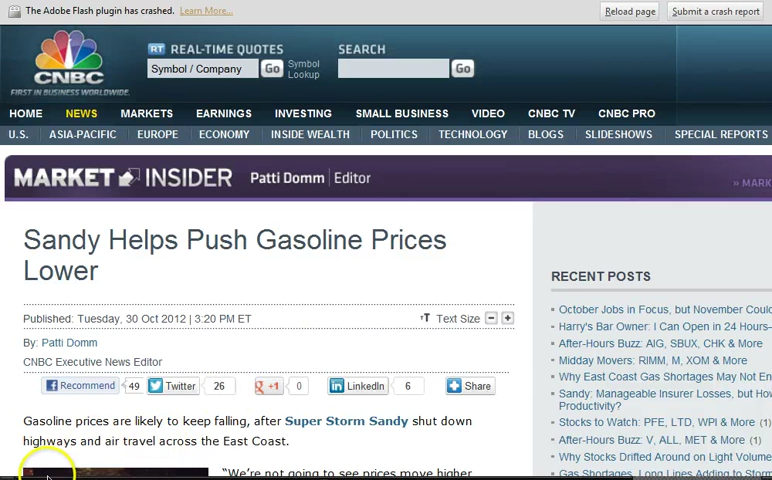 The Adobe Flash plugin has crashed. Learn More...
Reload page
Submit a crash report
RT REAL-TIME QUOTES
SEARCH
Symbol / Company
Go
Symbol
Lookup
Go
CNBC
FIRST IN BUSINESS WORLDWIDE.
HOME NEWS MARKETS EARNINGS INVESTING SMALL BUSINESS VIDEO CNBC TV CNBC PRO
U.S. ASIA-PACIFIC EUROPE ECONOMY INSIDE WEALTH POLITICS TECHNOLOGY BLOGS SLIDESHOWS SPECIAL REPORTS
MARKET INSIDER Patti Domm | Editor
» MARK
Sandy Helps Push Gasoline Prices
Lower
Published: Tuesday, 30 Oct 2012 | 3:20 PM ET
TT Text Size
By: Patti Domm
CNBC Executive News Editor
Recommend 49 Twitter 26 +1 0 LinkedIn 6 Share
Gasoline prices are likely to keep falling, after Super Storm Sandy shut down
highways and air travel across the East Coast.
"We're not going to see prices move higher
RECENT POSTS
October Jobs in Focus, but November Could
Harry's Bar Owner: I Can Open in 24 Hours-
After-Hours Buzz: AIG, SBUX, CHK & More
Midday Movers: RIMM, M, XOM & More
Why East Coast Gas Shortages May Not En
Sandy: Manageable Insurer Losses, but How
Productivity?
Stocks to Watch: PFE, LTD, WPI & More (1)
After-Hours Buzz: V, ALL, MET & More (1)
Why Stocks Drifted Around on Light Volume
Gas Shortages, Long Lines Adding to Storm